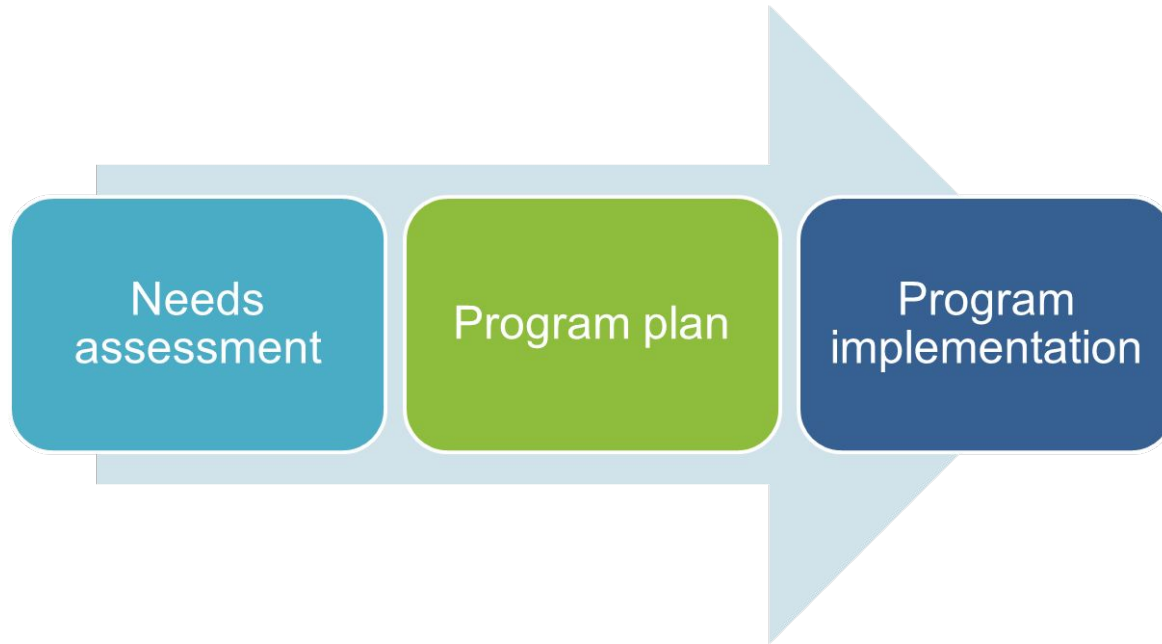 Needs
assessment
Program plan
Program
implementation